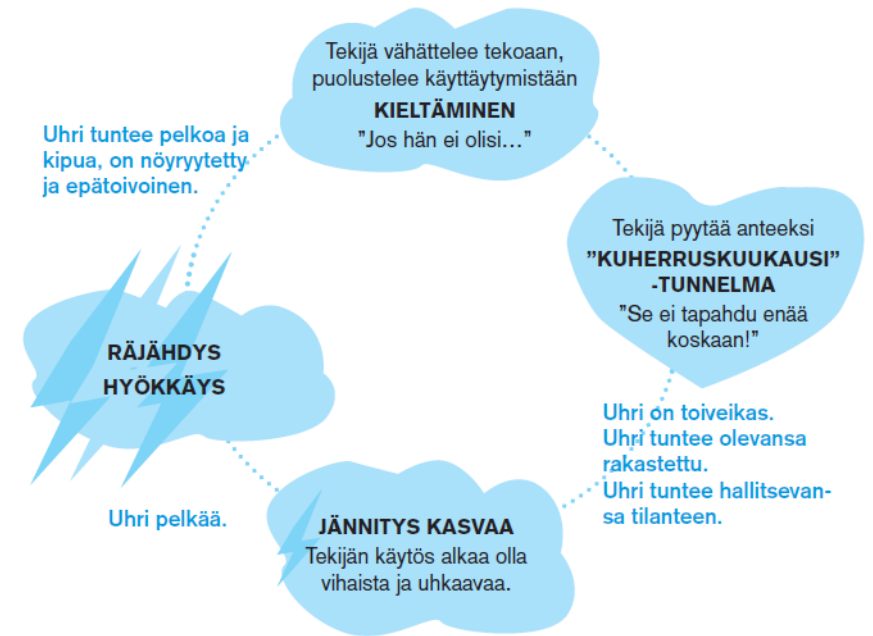 Tekijä vähättelee tekoaan,
puolustelee käyttäytymistään
KIELTÄMINEN
"Jos hän ei olisi…"
Uhri tuntee pelkoa ja
kipua, on nöyryytetty
ja epätoivoinen.
Tekijä pyytää anteeksi
”KUHERRUSKUUKAUSI”
-TUNNELMA
"Se ei tapahdu enää
koskaan!"
RÄJÄHDYS
HYÖKKÄYS
Uhri on toiveikas.
Uhri tuntee olevansa
rakastettu.
Uhri tuntee hallitsevan-
sa tilanteen.
Uhri pelkää.
JÄNNITYS KASVAA
Tekijän käytös alkaa olla
vihaista ja uhkaavaa.